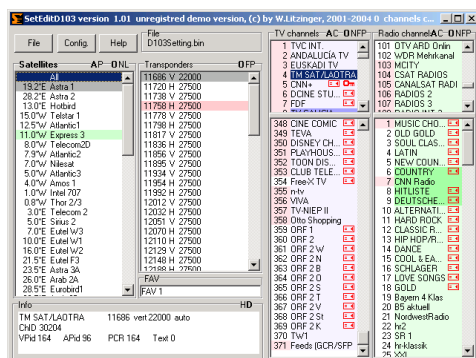 SetEditD103 version 1.01 unregistred demo version, (c) by W.Litzinger, 2001-2004 0 channels c...
File Config. Help
File
D103Setting.bin
Satellites AP-ONL
All
19.2°E Astra 1
28.2°E Astra 2
13.0°E Hotbird
15.0°W Telstar 1
12.5°W Atlantic1
11.0°W Express 3
8.0°W Telecom2D
7.9°W Atlantic2
7.0°W Nilesat
5.0°W Atlantic3
4.0°W Amos 1
1.0°W Intel 707
0.8°W Thor 2/3
3.0°E Telecom 2
5.0°E Sirius 2
7.0°E Eutel W3
10.0°E Eutel W1
16.0°E Eutel W2
21.5°E Eutel F3
23.5°E Astra 3A
26.0°E Arab 2A
28.5°E Eurobird1
Transponders OFP
11686 V 22000
11720 H 27500
11738 V 27500
11758 H 27500
11778 V 27500
11798 H 27500
11817 V 27500
11836 H 27500
11856 V 27500
11895 V 27500
11934 V 27500
11954 H 27500
11992 H 27500
12012 V 27500
12032 H 27500
12051 V 27500
12070 H 27500
12110 H 27500
12129 V 27500
12148 H 27500
12188 H 27500
FAV
FAV 1
Info HD
TM SAT/LAOTRA 11686 vert 22000 auto
ChID 30204
VPid 164 APid 96 PCR 164 Text 0
TV channels AC-ONFP
1 TVC INT.
2 ANDALUCÍA TV
3 EUSKADI TV
4 TM SAT/LAOTRA
5 CNN+
6 DCINE STU...
7 FDF
348 CINE COMIC
349 TEVA
350 DISNEY CH...
351 PLAYHOUS...
352 TOON DIS...
353 CLUB TELE...
354 Free-X TV
355 n-tv
356 VIVA
357 TV-NIEP II
358 Otto Shopping
359 ORF 1
360 ORF 2
361 ORF 2 W
362 ORF 2 N
363 ORF 2 B
364 ORF 2 O
365 ORF 2 S
366 ORF 2 T
367 ORF 2 V
368 ORF 2 St
369 ORF 2 K
370 TW1
371 Feeds (GCR/SFP
Radio channels AC-ONFP
101 OTV ARD Onlin
102 WDR Mehrkanal
103 MCITY
104 CSAT RADIOS
105 CANALSAT RADI
106 RADIOS 2
107 RADIOS 3
1 MUSIC CHO...
2 OLD GOLD
3 SOUL CLAS...
4 LATIN
5 NEW COUN...
6 COUNTRY
7 CNN Radio
8 HITLISTE
9 DEUTSCHE...
10 ALTERNATI...
11 HARD ROCK
12 CLASSIC R...
13 HIP HOP/R...
14 DANCE
15 COOL & EA...
16 SCHLAGER
17 LOVE SONGS
18 GOLD
19 Bayern 4 Klas
20 B5 aktuell
21 NordwestRadio
22 hr2
23 SR 1
24 hr-klassik
25 XXL